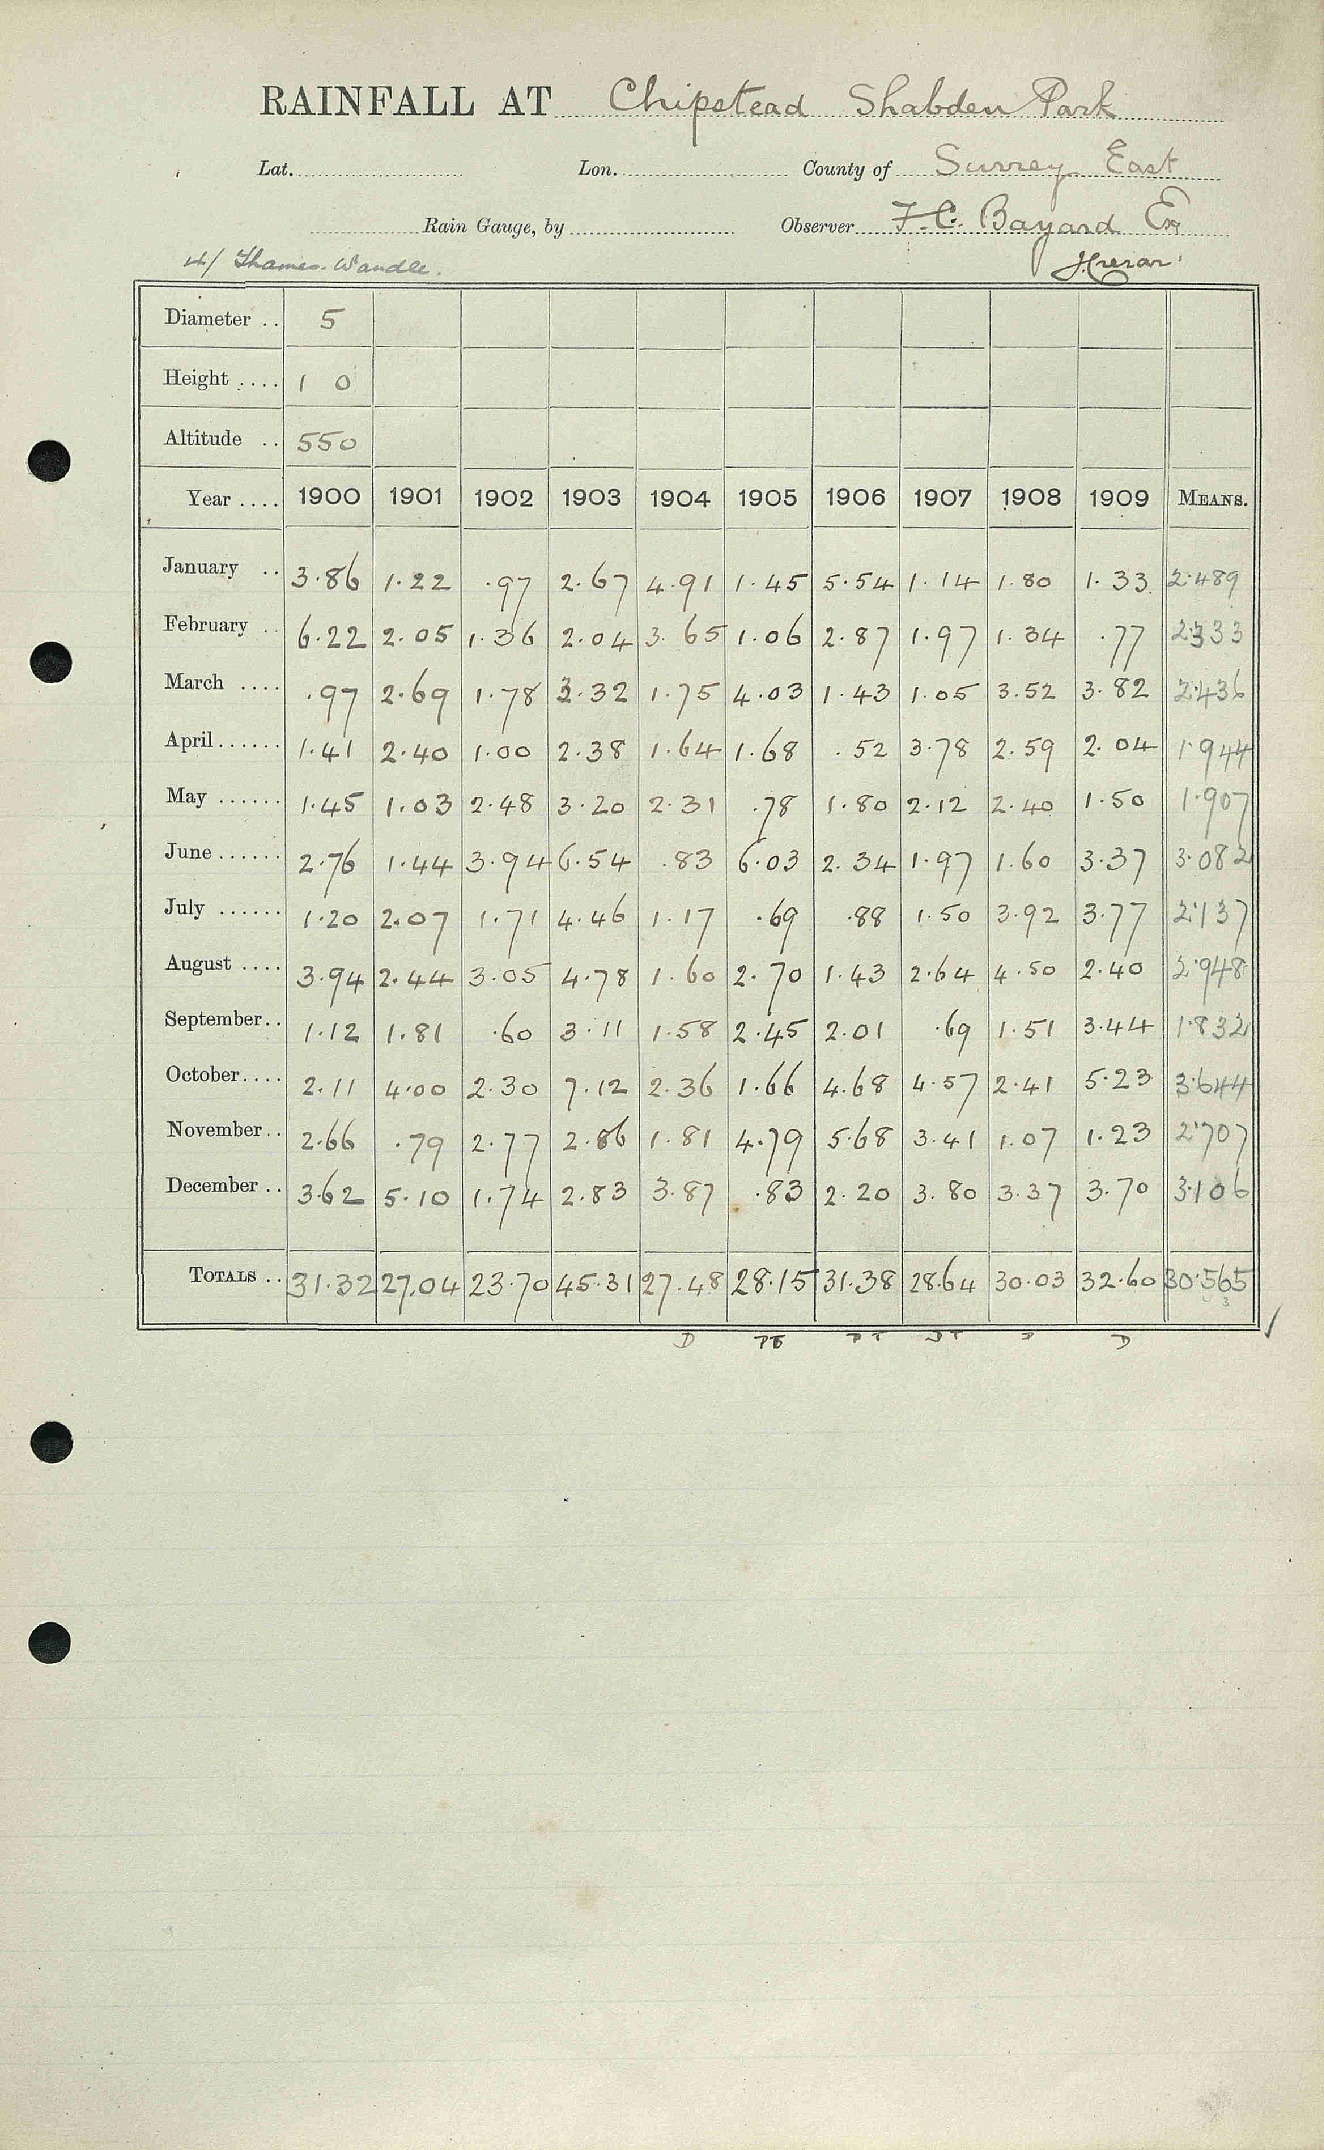 RAINFALL AT Chipstead Shabden Park
Lat. Lon. County of Surrey East
Rain Gauge, by Observer F. C. Bayard Esq
4/ Thames. Wandle.
Diameter .. 5
Height .... 1 0
Altitude .. 550
Year .... 1900 1901 1902 1903 1904 1905 1906 1907 1908 1909 MEANS.
January .. 3.86 1.22 .97 2.67 4.91 1.45 5.54 1.14 1.80 1.33 2.489
February .. 6.22 2.05 1.36 2.04 3.65 1.06 2.87 1.97 1.34 .77 2.333
March .... .97 2.69 1.78 3.32 1.75 4.03 1.43 1.05 3.52 3.82 2.436
April ...... 1.41 2.40 1.00 2.38 1.64 1.68 .52 3.78 2.59 2.04 1.944
May ...... 1.45 1.03 2.48 3.20 2.31 .78 1.80 2.12 2.40 1.50 1.907
June ...... 2.76 1.44 3.94 6.54 .83 6.03 2.34 1.97 1.60 3.37 3.082
July ...... 1.20 2.07 1.71 4.46 1.17 .69 .88 1.50 3.92 3.77 2.137
August .... 3.94 2.44 3.05 4.78 1.60 2.70 1.43 2.64 4.50 2.40 2.948
September.. 1.12 1.81 .60 3.11 1.58 2.45 2.01 .69 1.51 3.44 1.832
October.... 2.11 4.00 2.30 7.12 2.36 1.66 4.68 4.57 2.41 5.23 3.644
November.. 2.66 .79 2.77 2.86 1.81 4.79 5.68 3.41 1.07 1.23 2.707
December .. 3.62 5.10 1.74 2.83 3.87 .83 2.20 3.80 3.37 3.70 3.106
TOTALS .. 31.32 27.04 23.70 45.31 27.48 28.15 31.38 28.64 30.03 32.60 30.565
3
D D